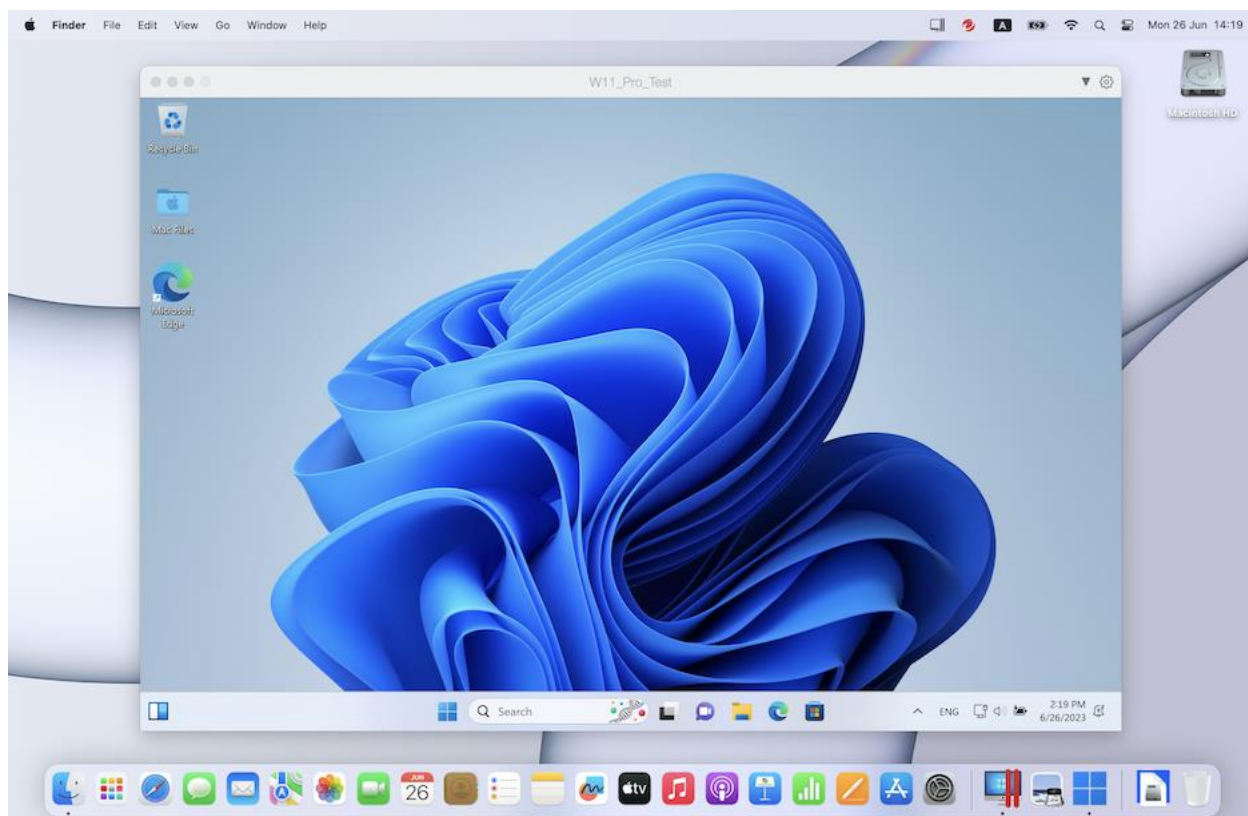 Finder File Edit View Go Window Help
A
Mon 26 Jun 14:19
W11_Pro_Test
Macintosh HD
Recycle Bin
Mac Files
Microsoft
Edge
Search
ENG
2:19 PM
6/26/2023
JUN
26
tv